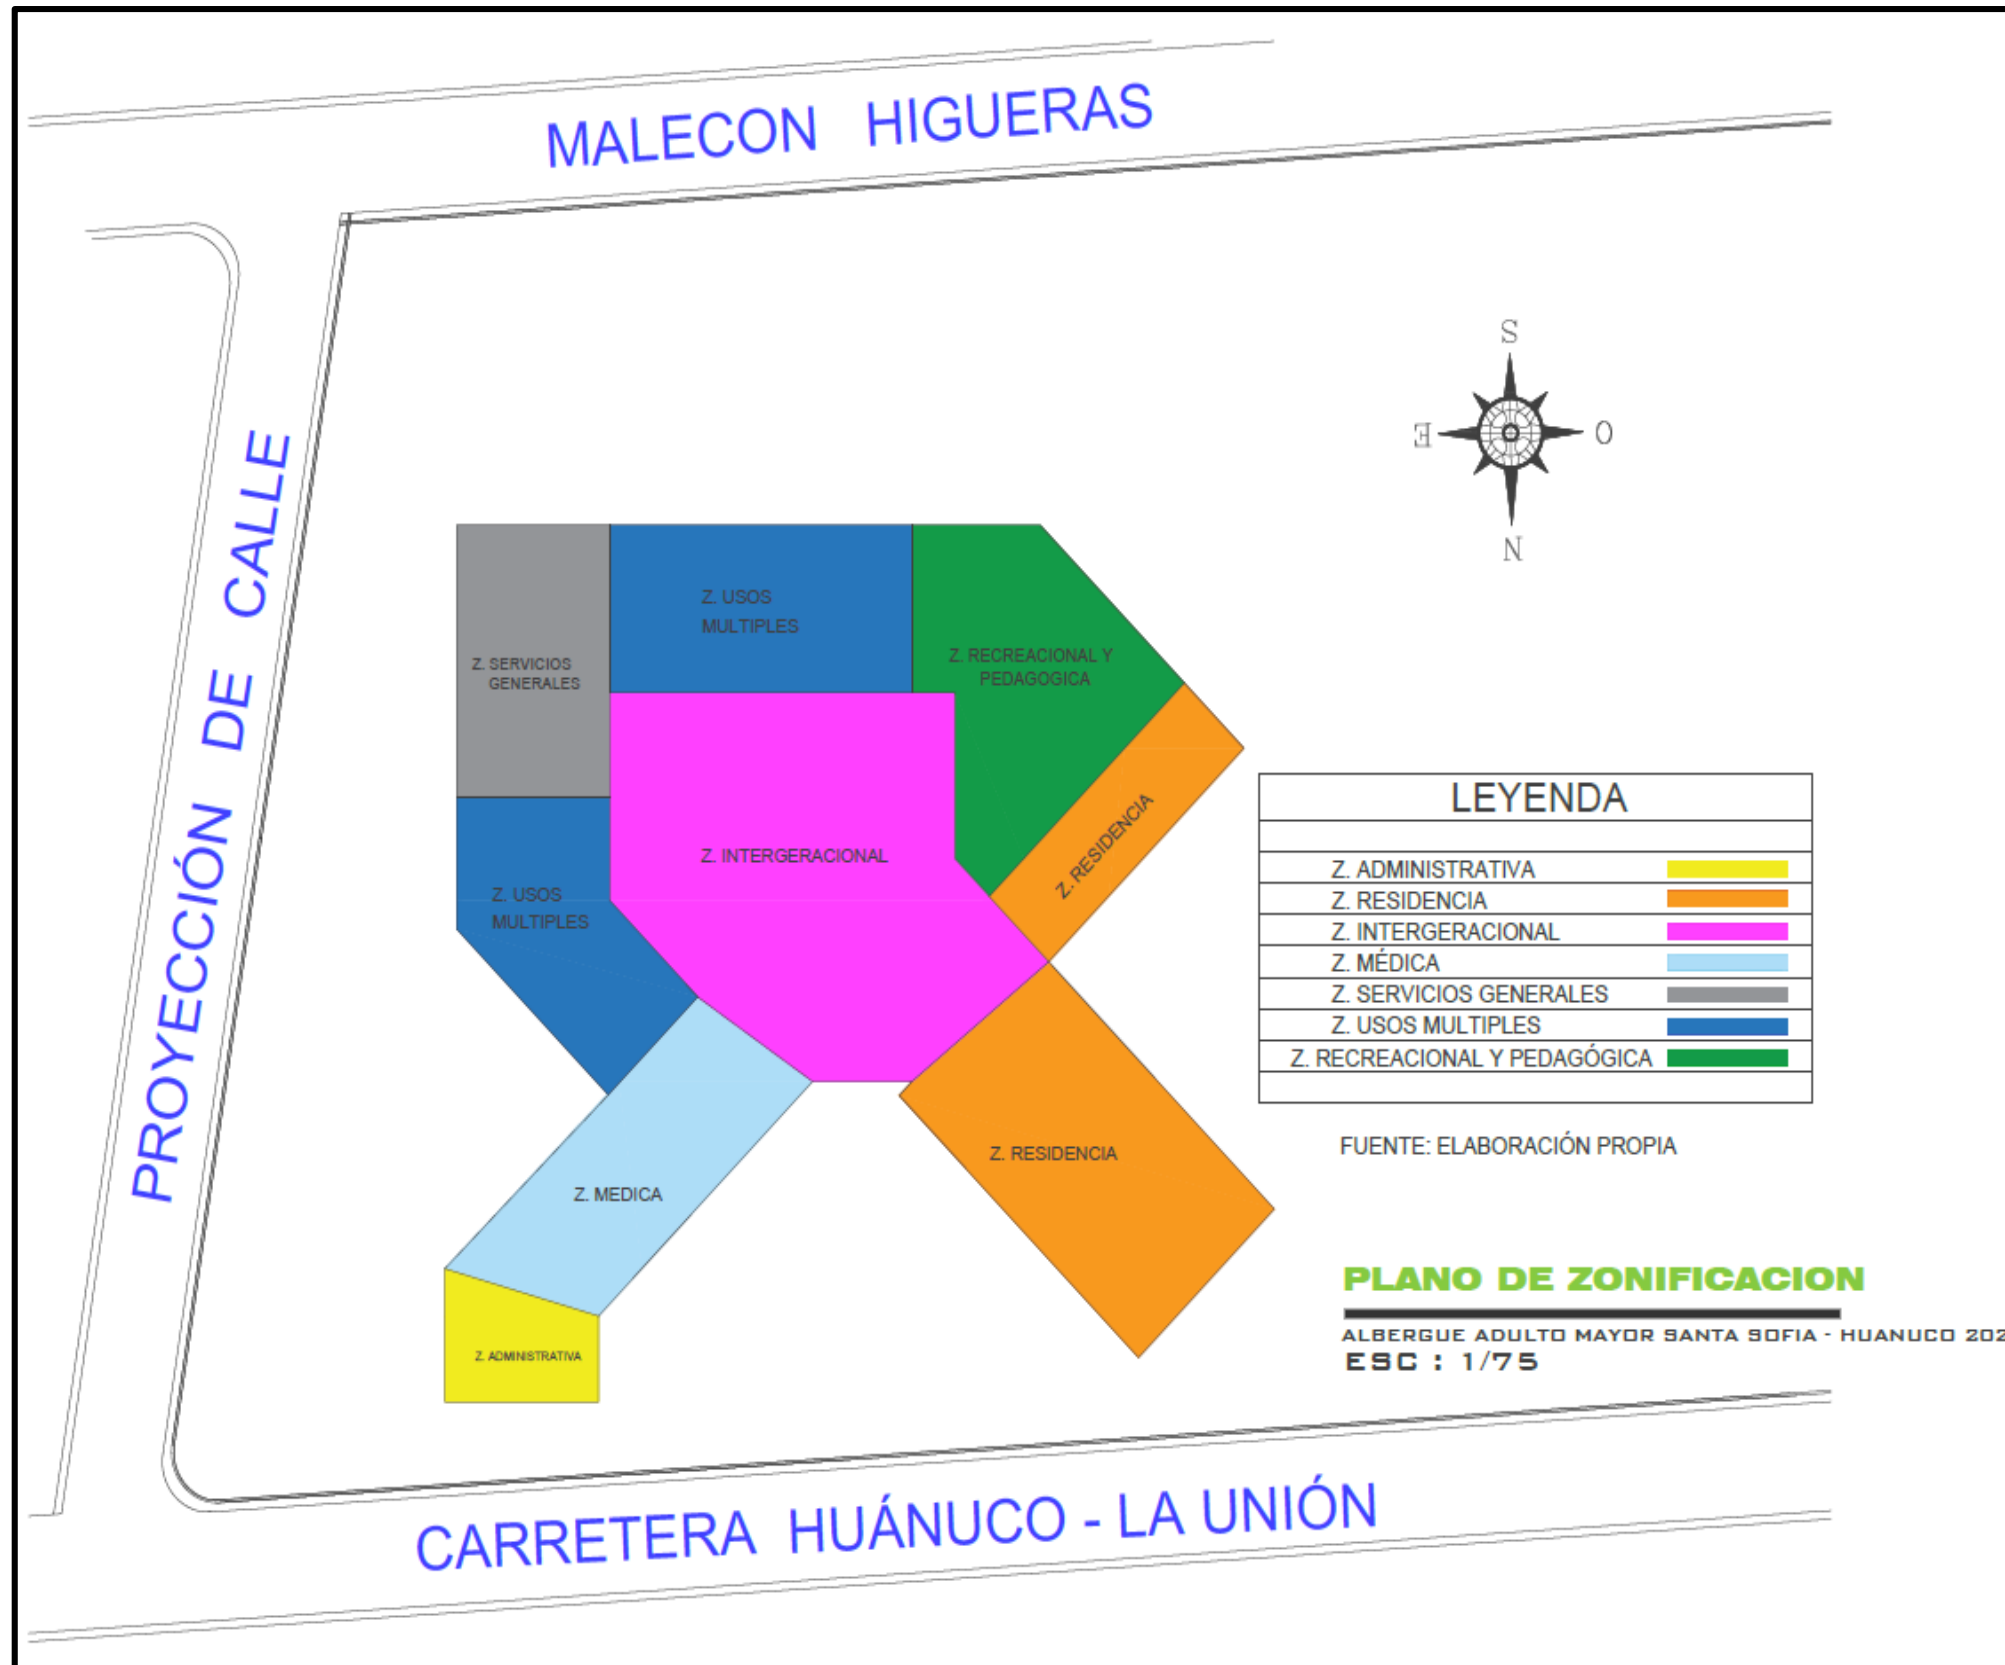 MALECON HIGUERAS
PROYECCIÓN DE CALLE
S
E
O
N
Z. USOS
MULTIPLES
Z. SERVICIOS
GENERALES
Z. RECREACIONAL Y
PEDAGOGICA
Z. INTERGERACIONAL
Z. RESIDENCIA
Z. USOS
MULTIPLES
Z. RESIDENCIA
Z. MEDICA
Z. ADMINISTRATIVA
LEYENDA
Z. ADMINISTRATIVA
Z. RESIDENCIA
Z. INTERGERACIONAL
Z. MÉDICA
Z. SERVICIOS GENERALES
Z. USOS MULTIPLES
Z. RECREACIONAL Y PEDAGÓGICA
FUENTE: ELABORACIÓN PROPIA
PLANO DE ZONIFICACION
ALBERGUE ADULTO MAYOR SANTA SOFIA - HUANUCO 202
ESC : 1/75
CARRETERA HUÁNUCO - LA UNIÓN